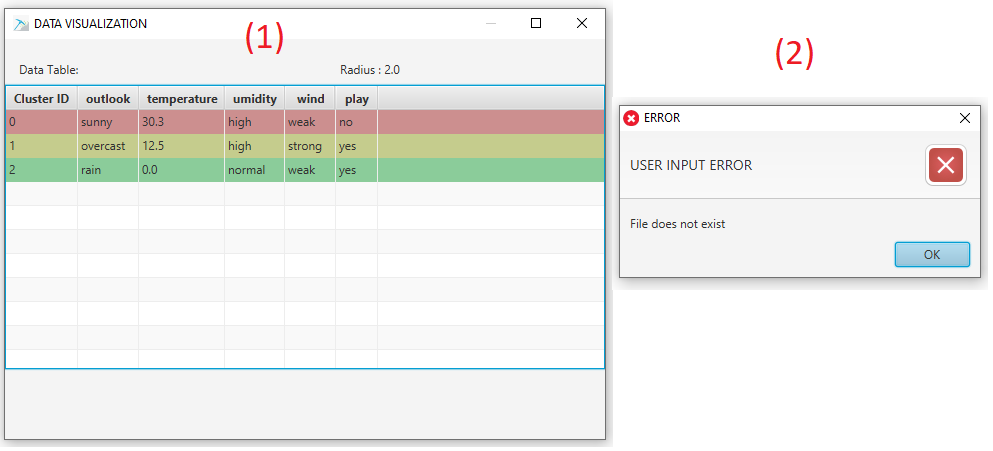 DATA VISUALIZATION
(1)
Data Table: Radius : 2.0
Cluster ID outlook temperature umidity wind play
0 sunny 30.3 high weak no
1 overcast 12.5 high strong yes
2 rain 0.0 normal weak yes
(2)
ERROR
USER INPUT ERROR
File does not exist
OK